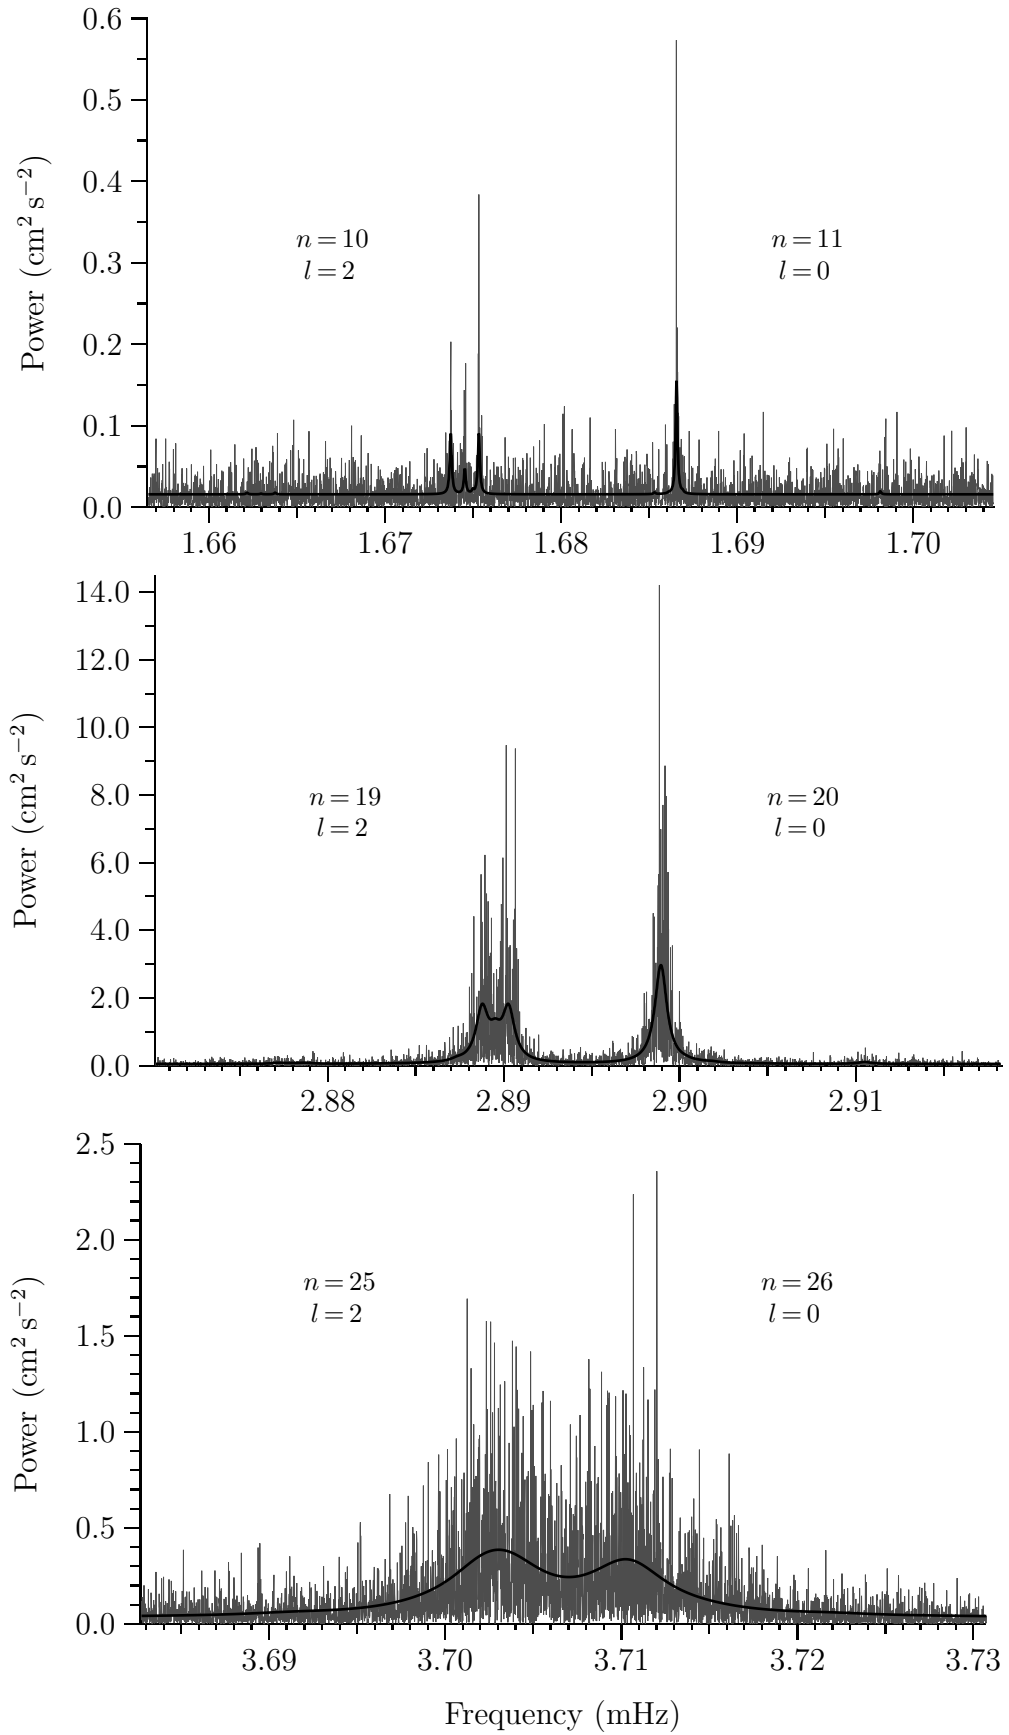 0.6
0.5
0.4
0.3
0.2
0.1
0.0
Power (cm² s⁻²)
n = 10
l = 2
n = 11
l = 0
1.66 1.67 1.68 1.69 1.70
14.0
12.0
10.0
8.0
6.0
4.0
2.0
0.0
Power (cm² s⁻²)
n = 19
l = 2
n = 20
l = 0
2.88 2.89 2.90 2.91
2.5
2.0
1.5
1.0
0.5
0.0
Power (cm² s⁻²)
n = 25
l = 2
n = 26
l = 0
3.69 3.70 3.71 3.72 3.73
Frequency (mHz)